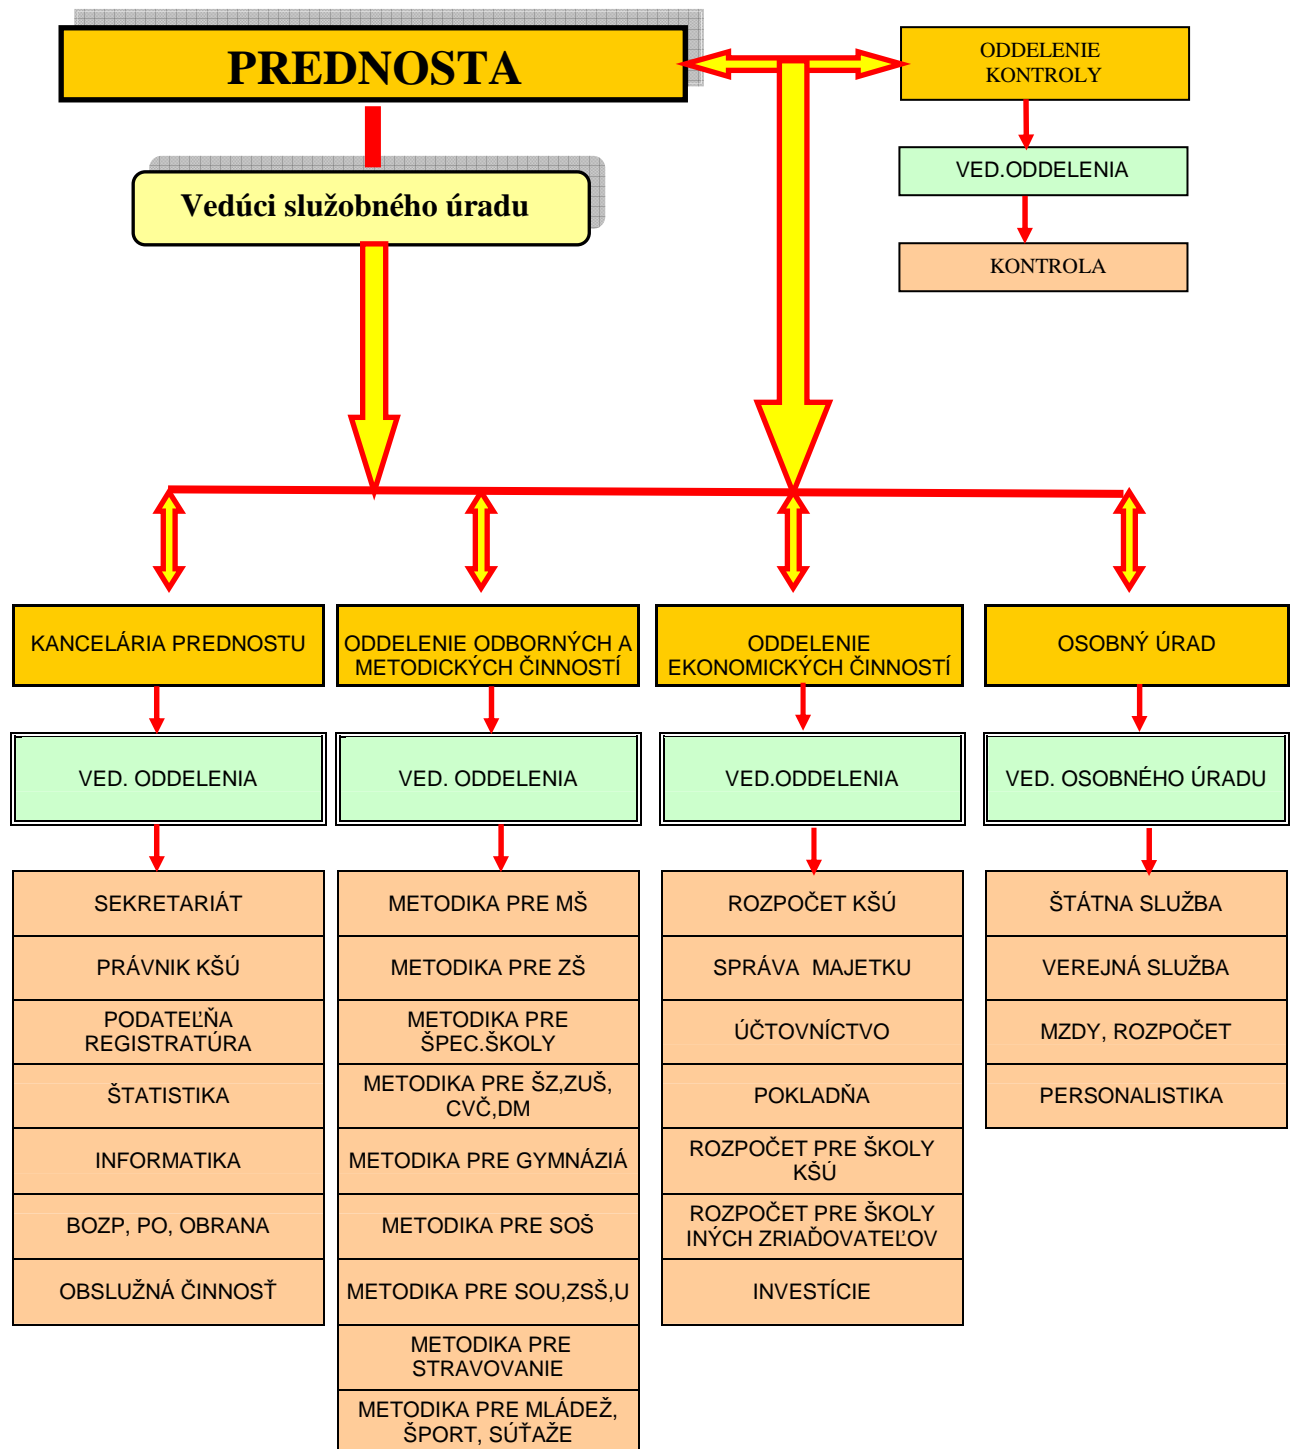 PREDNOSTA
ODDELENIE
KONTROLY
VED.ODDELENIA
KONTROLA
Vedúci služobného úradu
KANCELÁRIA PREDNOSTU
VED. ODDELENIA
SEKRETARIÁT
PRÁVNIK KŠÚ
PODATEĽŇA
REGISTRATÚRA
ŠTATISTIKA
INFORMATIKA
BOZP, PO, OBRANA
OBSLUŽNÁ ČINNOSŤ
ODDELENIE ODBORNÝCH A
METODICKÝCH ČINNOSTÍ
VED. ODDELENIA
METODIKA PRE MŠ
METODIKA PRE ZŠ
METODIKA PRE
ŠPEC.ŠKOLY
METODIKA PRE ŠZ,ZUŠ,
CVČ,DM
METODIKA PRE GYMNÁZIÁ
METODIKA PRE SOŠ
METODIKA PRE SOU,ZSŠ,U
METODIKA PRE
STRAVOVANIE
METODIKA PRE MLÁDEŽ,
ŠPORT, SÚŤAŽE
ODDELENIE
EKONOMICKÝCH ČINNOSTÍ
VED.ODDELENIA
ROZPOČET KŠÚ
SPRÁVA MAJETKU
ÚČTOVNÍCTVO
POKLADŇA
ROZPOČET PRE ŠKOLY
KŠÚ
ROZPOČET PRE ŠKOLY
INÝCH ZRIAĎOVATEĽOV
INVESTÍCIE
OSOBNÝ ÚRAD
VED. OSOBNÉHO ÚRADU
ŠTÁTNA SLUŽBA
VEREJNÁ SLUŽBA
MZDY, ROZPOČET
PERSONALISTIKA